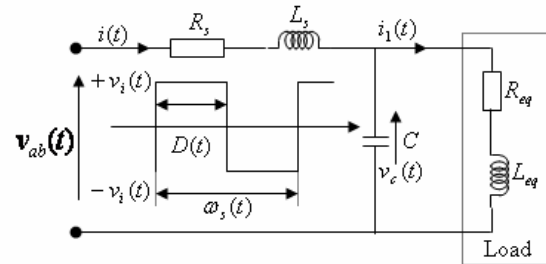 i(t) R_s L_s i_1(t)
+v_i(t)
R_eq
v_ab(t)
D(t)
C
v_c(t)
L_eq
−v_i(t)
ω_s(t)
Load